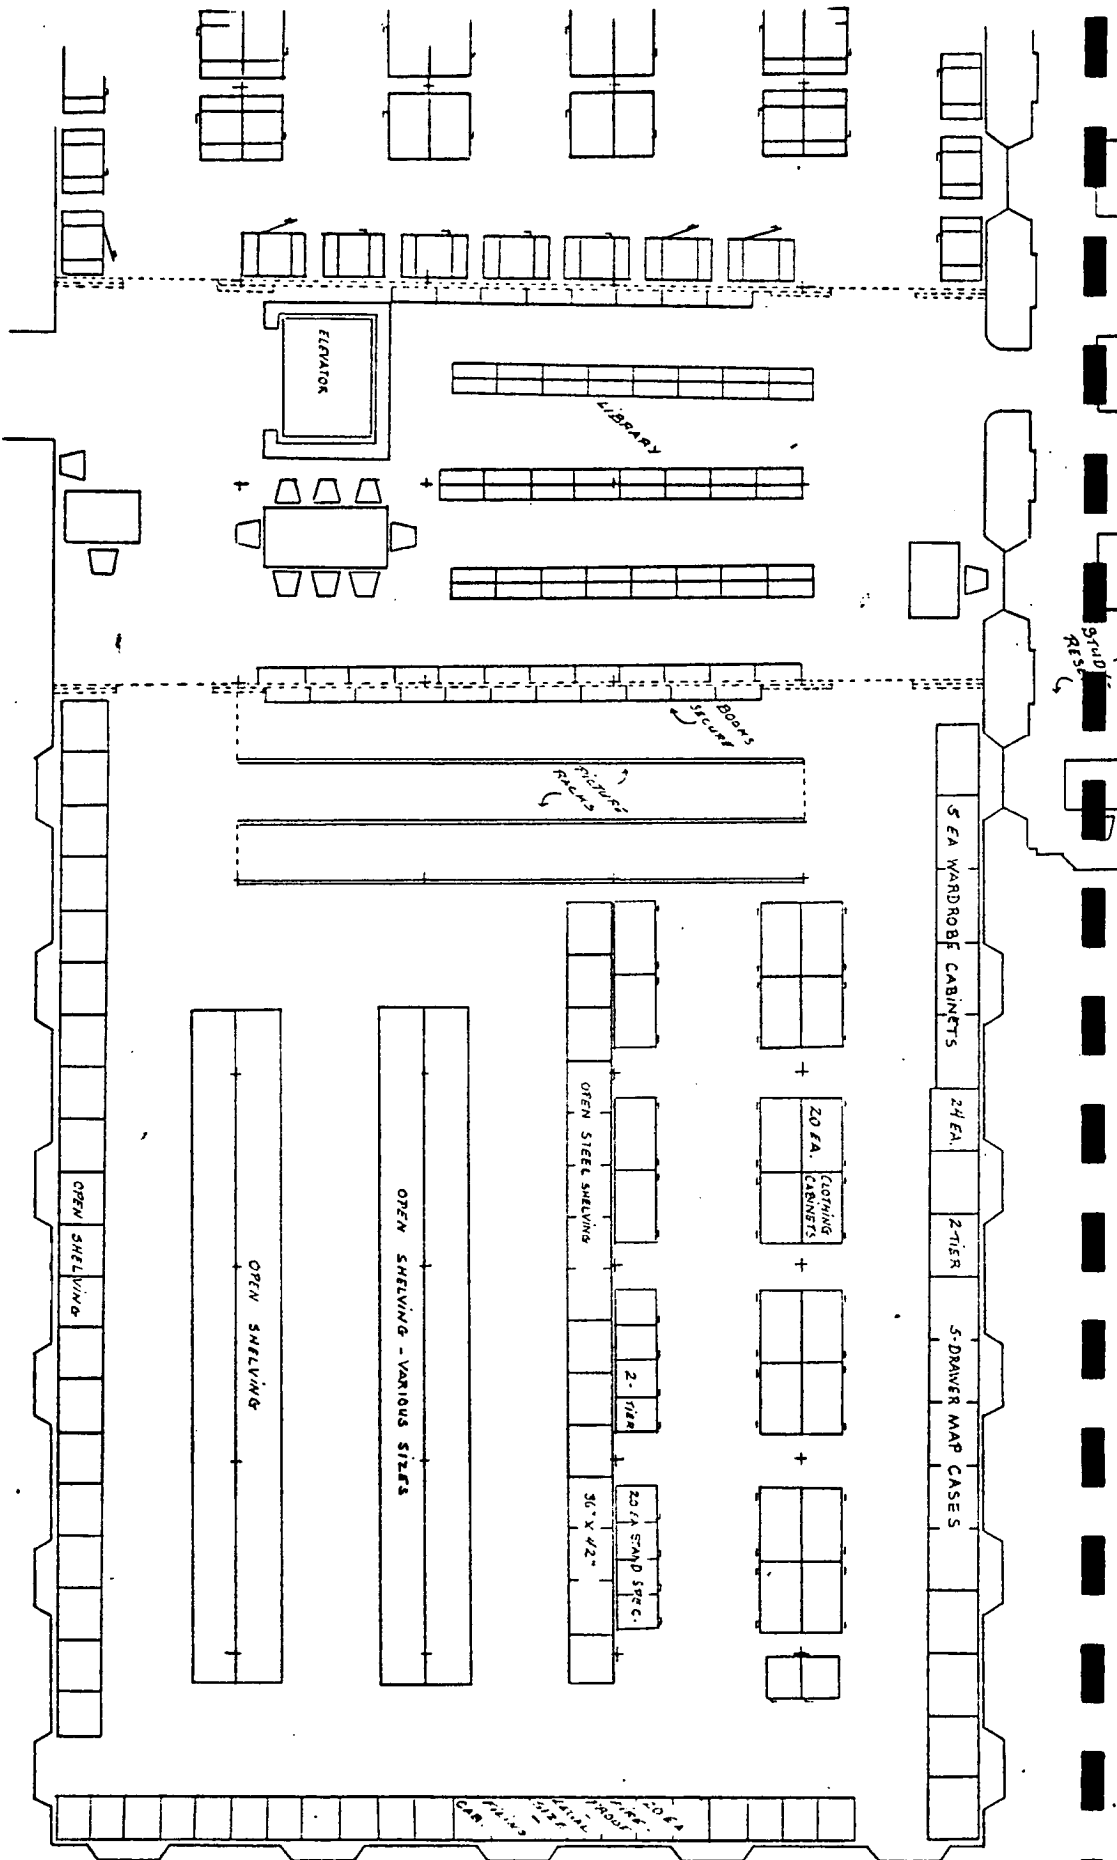 ELEVATOR
LIBRARY
BOOKS
SECURE
PICTURE
RACKS
5 EA WARDROBE CABINETS
24 EA. 2-TIER 5-DRAWER MAP CASES
20 EA. CLOTHING
CABINETS
OPEN STEEL SHELVING 36" X 42"
2-TIER
20 EA STAND SPEC.
OPEN SHELVING - VARIOUS SIZES
OPEN SHELVING
OPEN SHELVING
20 EA
FIRE-
PROOF
LEGAL
SIZE
FILING
CAB.